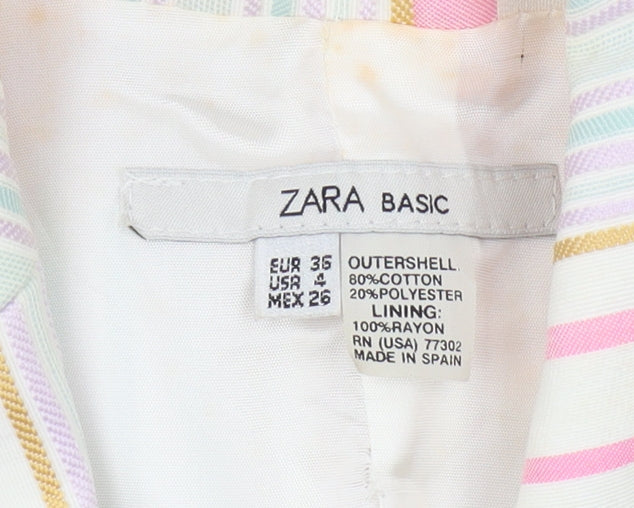 ZARA BASIC
EUR 36
USA 4
MEX 26
OUTERSHELL.
80%COTTON
20%POLYESTER
LINING:
100%RAYON
RN (USA) 77302
MADE IN SPAIN